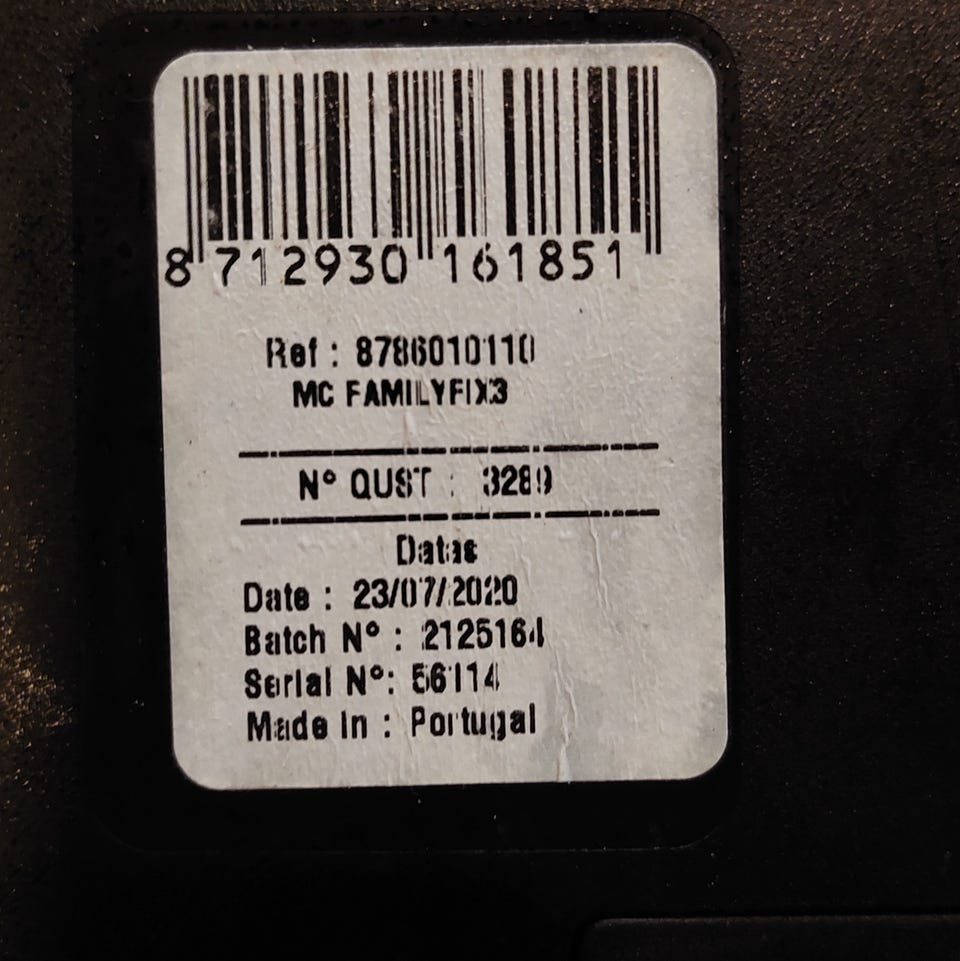 8 712930 161851
Ref : 8786010110
MC FAMILYFIX3
N° QUST : 3289
Datas
Date : 23/07/2020
Batch N° : 2125164
Serial N°: 56114
Made In : Portugal